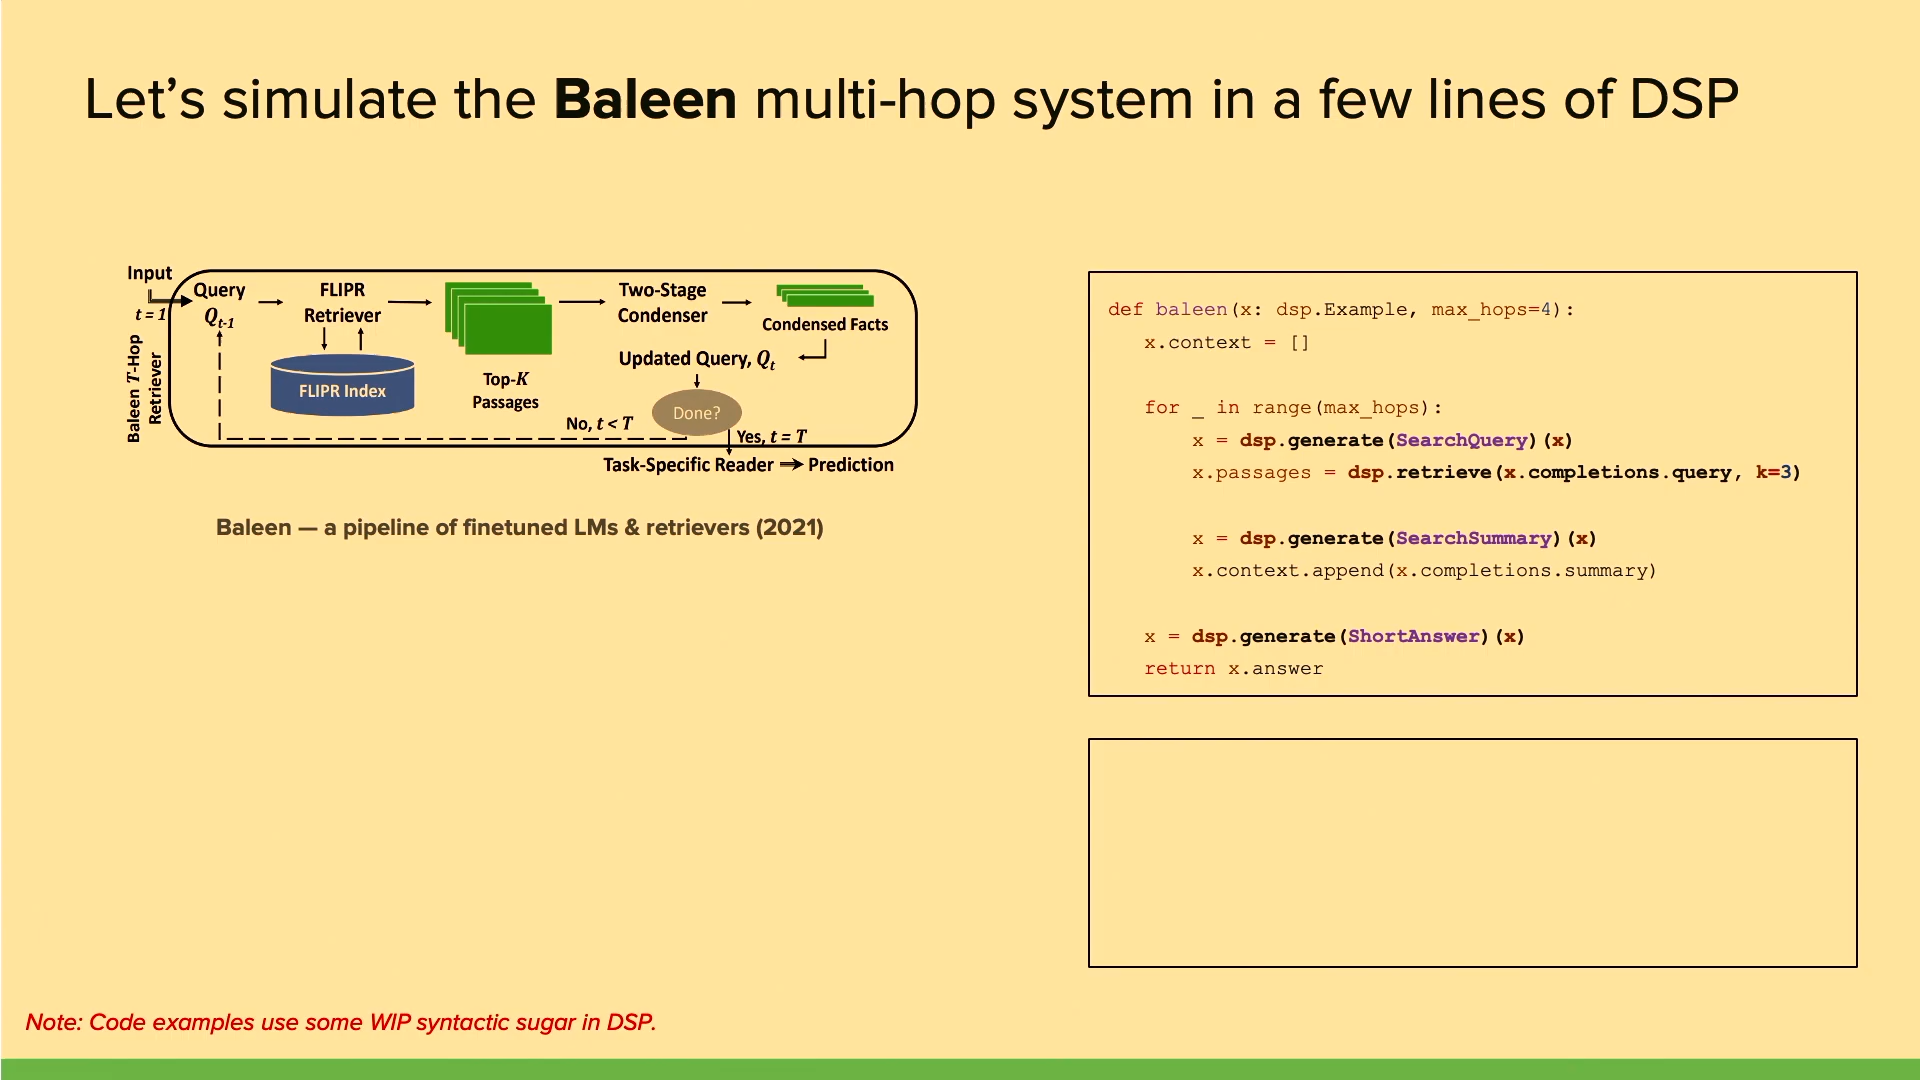 Let's simulate the Baleen multi-hop system in a few lines of DSP
Input
t = 1
Baleen T-Hop
Retriever
Query
Qt-1
FLIPR
Retriever
FLIPR Index
Top-K
Passages
Two-Stage
Condenser
Condensed Facts
Updated Query, Qt
Done?
No, t < T
Yes, t = T
Task-Specific Reader ⇒ Prediction
Baleen — a pipeline of finetuned LMs & retrievers (2021)
def baleen(x: dsp.Example, max_hops=4):
x.context = []
for _ in range(max_hops):
x = dsp.generate(SearchQuery)(x)
x.passages = dsp.retrieve(x.completions.query, k=3)
x = dsp.generate(SearchSummary)(x)
x.context.append(x.completions.summary)
x = dsp.generate(ShortAnswer)(x)
return x.answer
Note: Code examples use some WIP syntactic sugar in DSP.